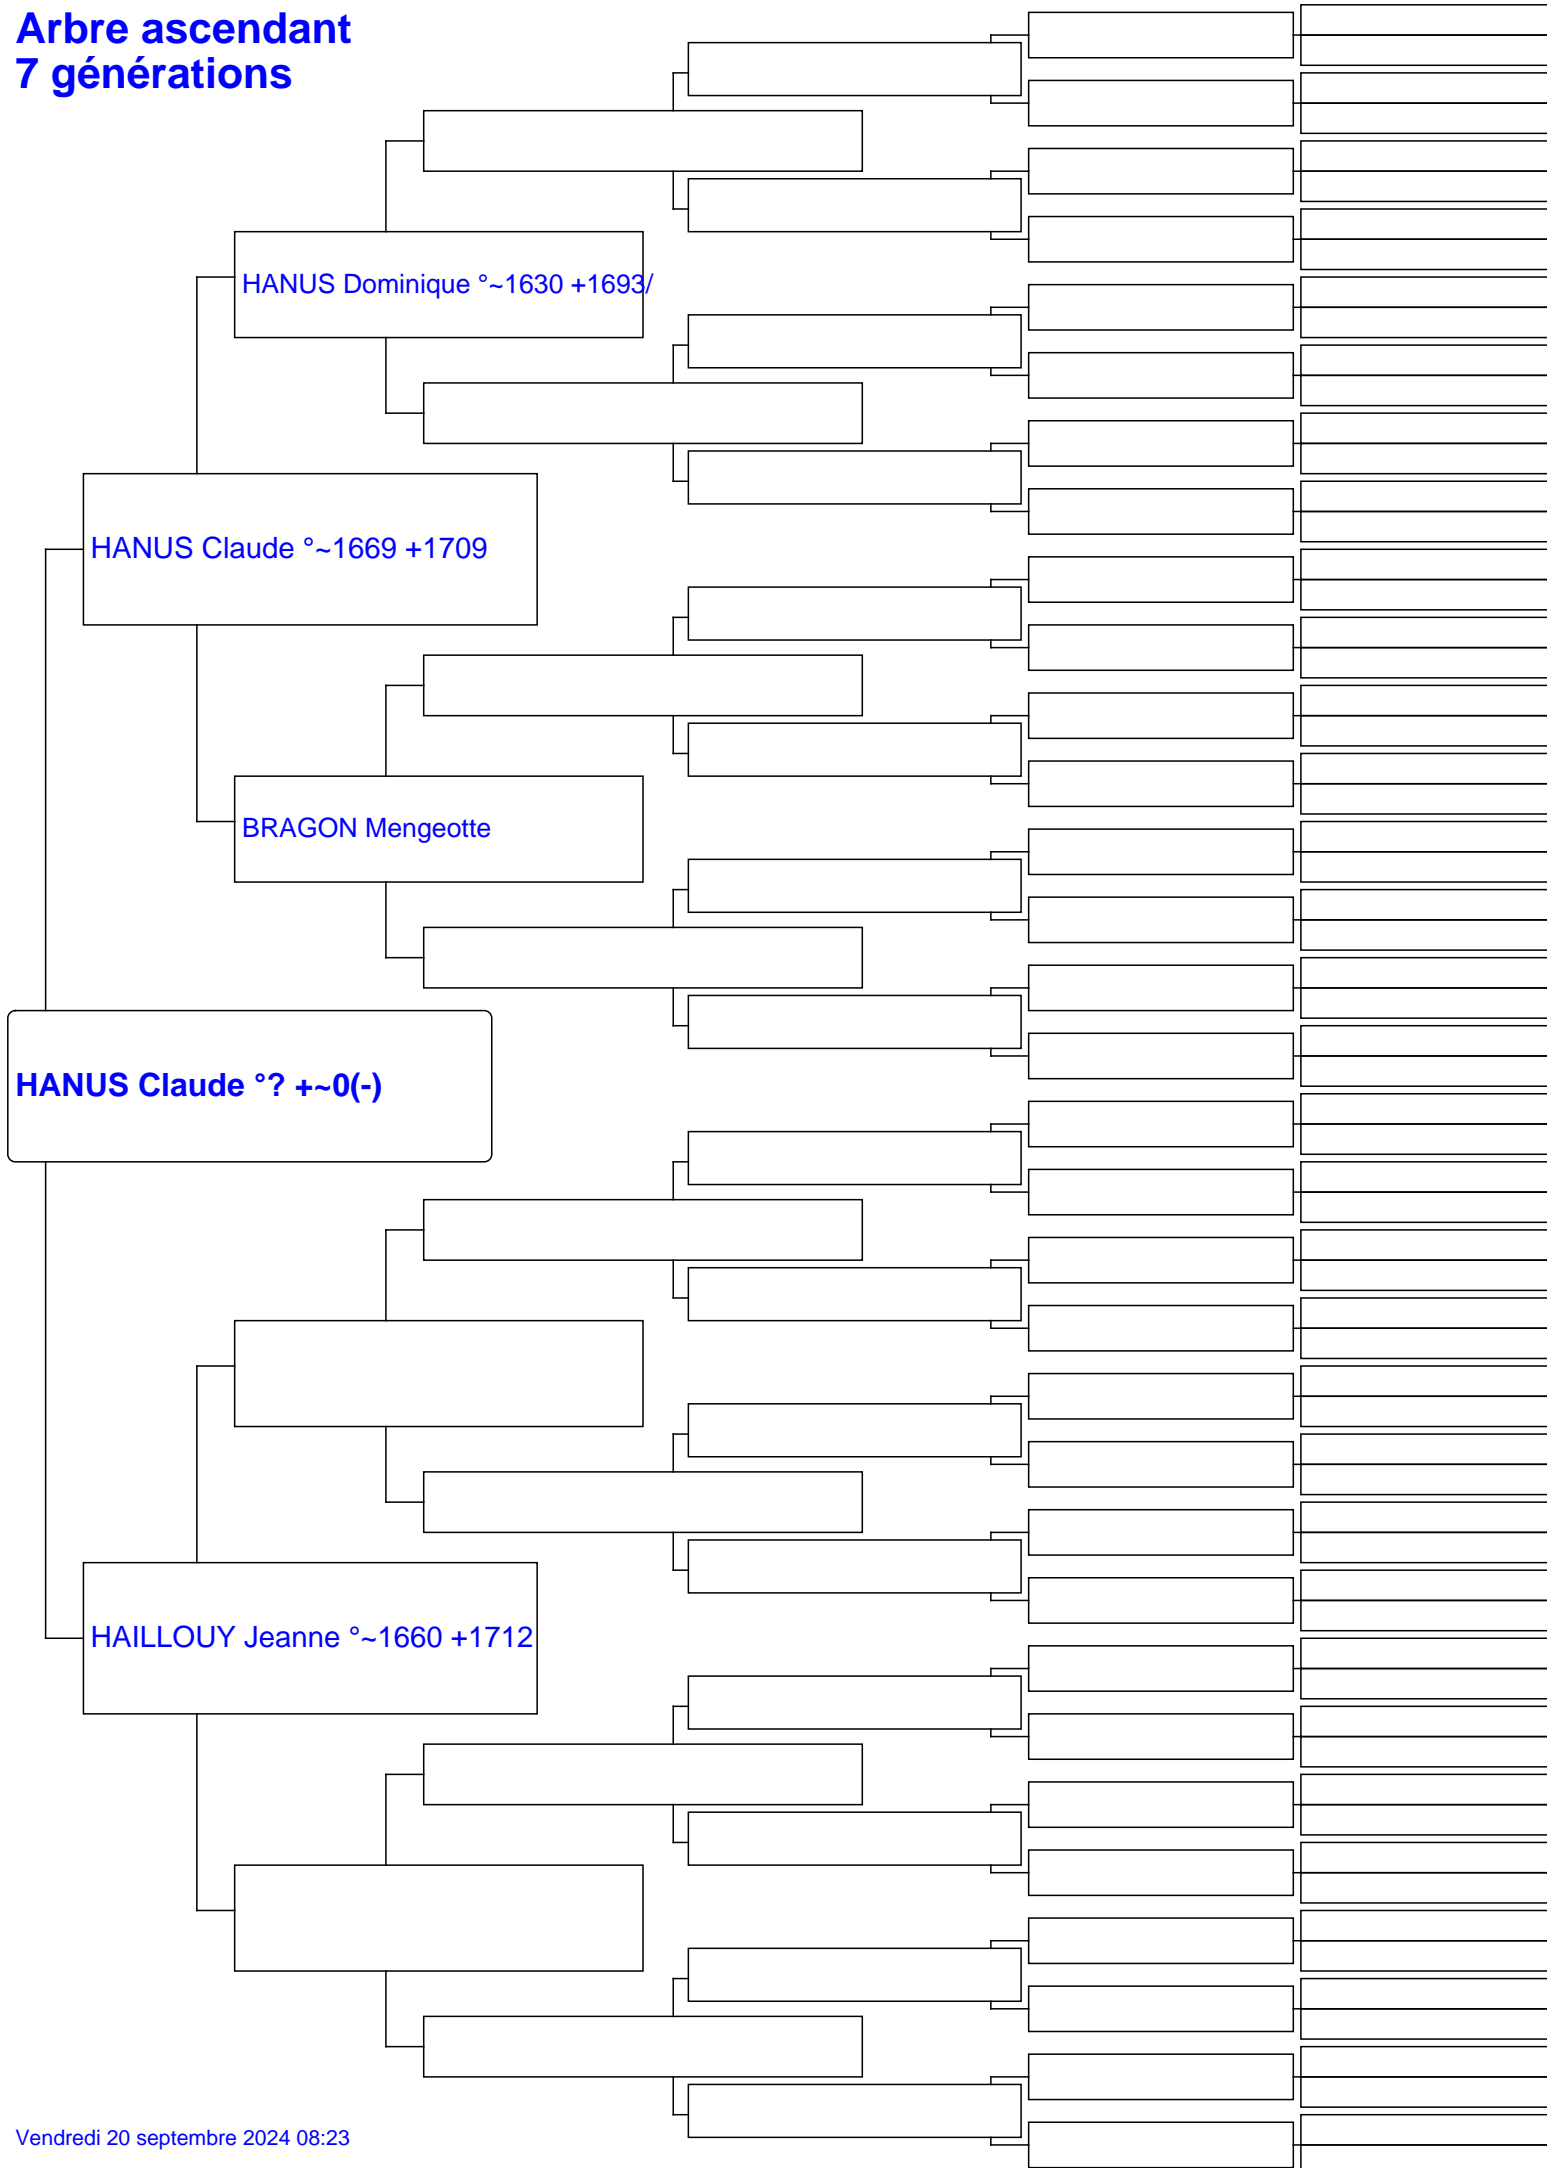 Arbre ascendant
7 générations
HANUS Dominique °~1630 +1693/
HANUS Claude °~1669 +1709
BRAGON Mengeotte
HANUS Claude °? +~0(-)
HAILLOUY Jeanne °~1660 +1712
Vendredi 20 septembre 2024 08:23